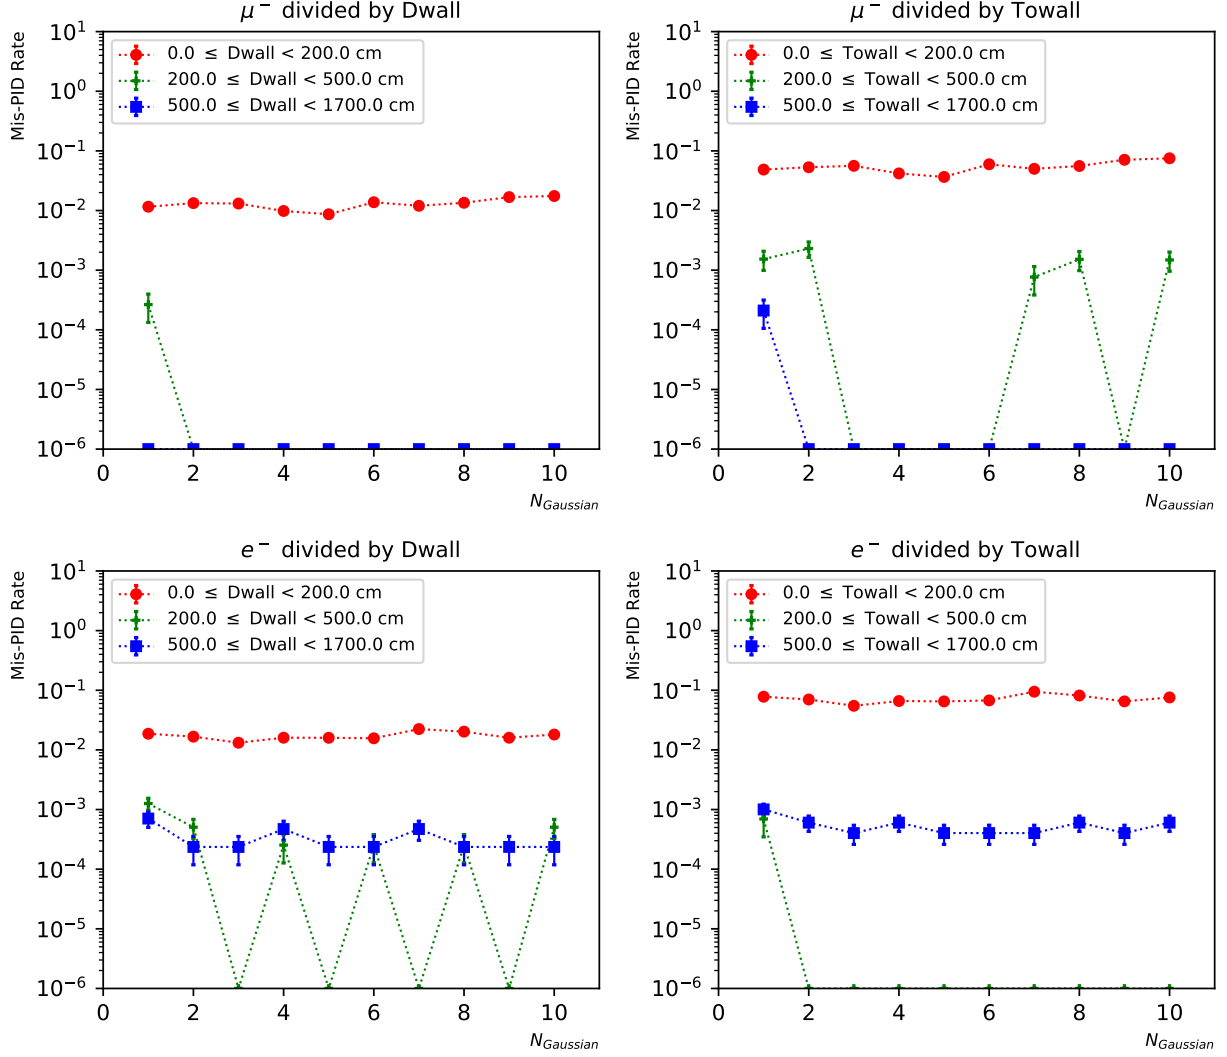 μ⁻ divided by Dwall
Mis-PID Rate
10¹
10⁰
10⁻¹
10⁻²
10⁻³
10⁻⁴
10⁻⁵
10⁻⁶
0.0 ≤ Dwall < 200.0 cm
200.0 ≤ Dwall < 500.0 cm
500.0 ≤ Dwall < 1700.0 cm
0 2 4 6 8 10
N_Gaussian
μ⁻ divided by Towall
Mis-PID Rate
10¹
10⁰
10⁻¹
10⁻²
10⁻³
10⁻⁴
10⁻⁵
10⁻⁶
0.0 ≤ Towall < 200.0 cm
200.0 ≤ Towall < 500.0 cm
500.0 ≤ Towall < 1700.0 cm
0 2 4 6 8 10
N_Gaussian
e⁻ divided by Dwall
Mis-PID Rate
10¹
10⁰
10⁻¹
10⁻²
10⁻³
10⁻⁴
10⁻⁵
10⁻⁶
0.0 ≤ Dwall < 200.0 cm
200.0 ≤ Dwall < 500.0 cm
500.0 ≤ Dwall < 1700.0 cm
0 2 4 6 8 10
N_Gaussian
e⁻ divided by Towall
Mis-PID Rate
10¹
10⁰
10⁻¹
10⁻²
10⁻³
10⁻⁴
10⁻⁵
10⁻⁶
0.0 ≤ Towall < 200.0 cm
200.0 ≤ Towall < 500.0 cm
500.0 ≤ Towall < 1700.0 cm
0 2 4 6 8 10
N_Gaussian